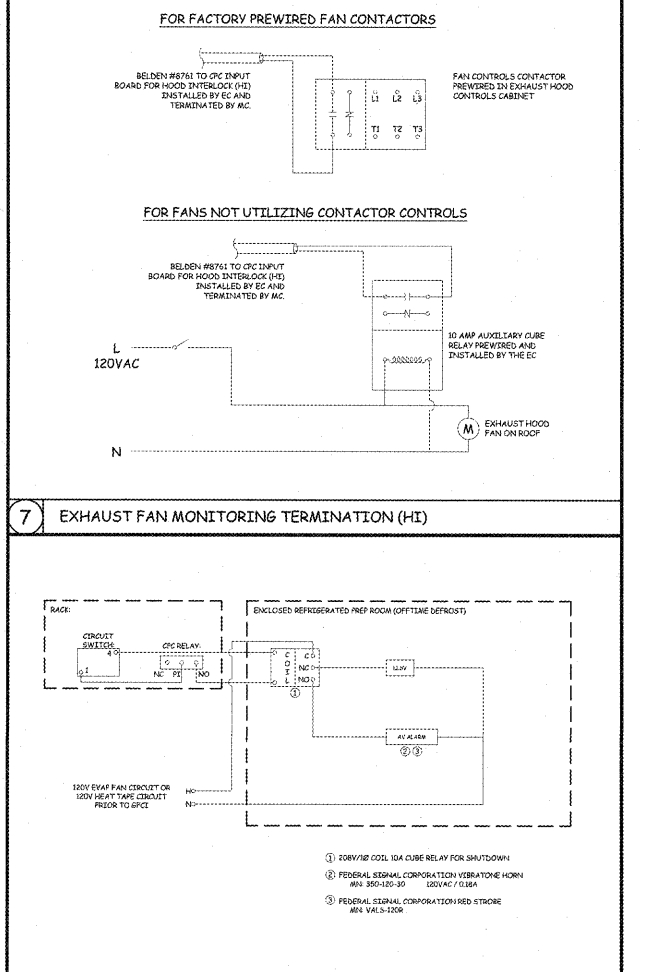 FOR FACTORY PREWIRED FAN CONTACTORS
BELDEN #8761 TO CPC INPUT
BOARD FOR HOOD INTERLOCK (HI)
INSTALLED BY EC AND
TERMINATED BY MC.
L1 L2 L3
T1 T2 T3
FAN CONTROLS CONTACTOR
PREWIRED IN EXHAUST HOOD
CONTROLS CABINET
FOR FANS NOT UTILIZING CONTACTOR CONTROLS
BELDEN #8761 TO CPC INPUT
BOARD FOR HOOD INTERLOCK (HI)
INSTALLED BY EC AND
TERMINATED BY MC.
10 AMP AUXILIARY CUBE
RELAY PREWIRED AND
INSTALLED BY THE EC
L
120VAC
M
EXHAUST HOOD
FAN ON ROOF
N
7 EXHAUST FAN MONITORING TERMINATION (HI)
RACK:
CIRCUIT
SWITCH:
4
1
CPC RELAY:
NC P1 NO
ENCLOSED REFRIGERATED PREP ROOM (OFFTIME DEFROST)
C C
O NC
I
L NO
1
AV ALARM
2 3
120V EVAP FAN CIRCUIT OR
120V HEAT TAPE CIRCUIT
PRIOR TO GFCI
H
N
1 208V/1Ø COIL 10A CUBE RELAY FOR SHUTDOWN
2 FEDERAL SIGNAL CORPORATION VIBRATONE HORN
MN: 350-120-30 120VAC / 0.18A
3 FEDERAL SIGNAL CORPORATION RED STROBE
MN: VALS-120R